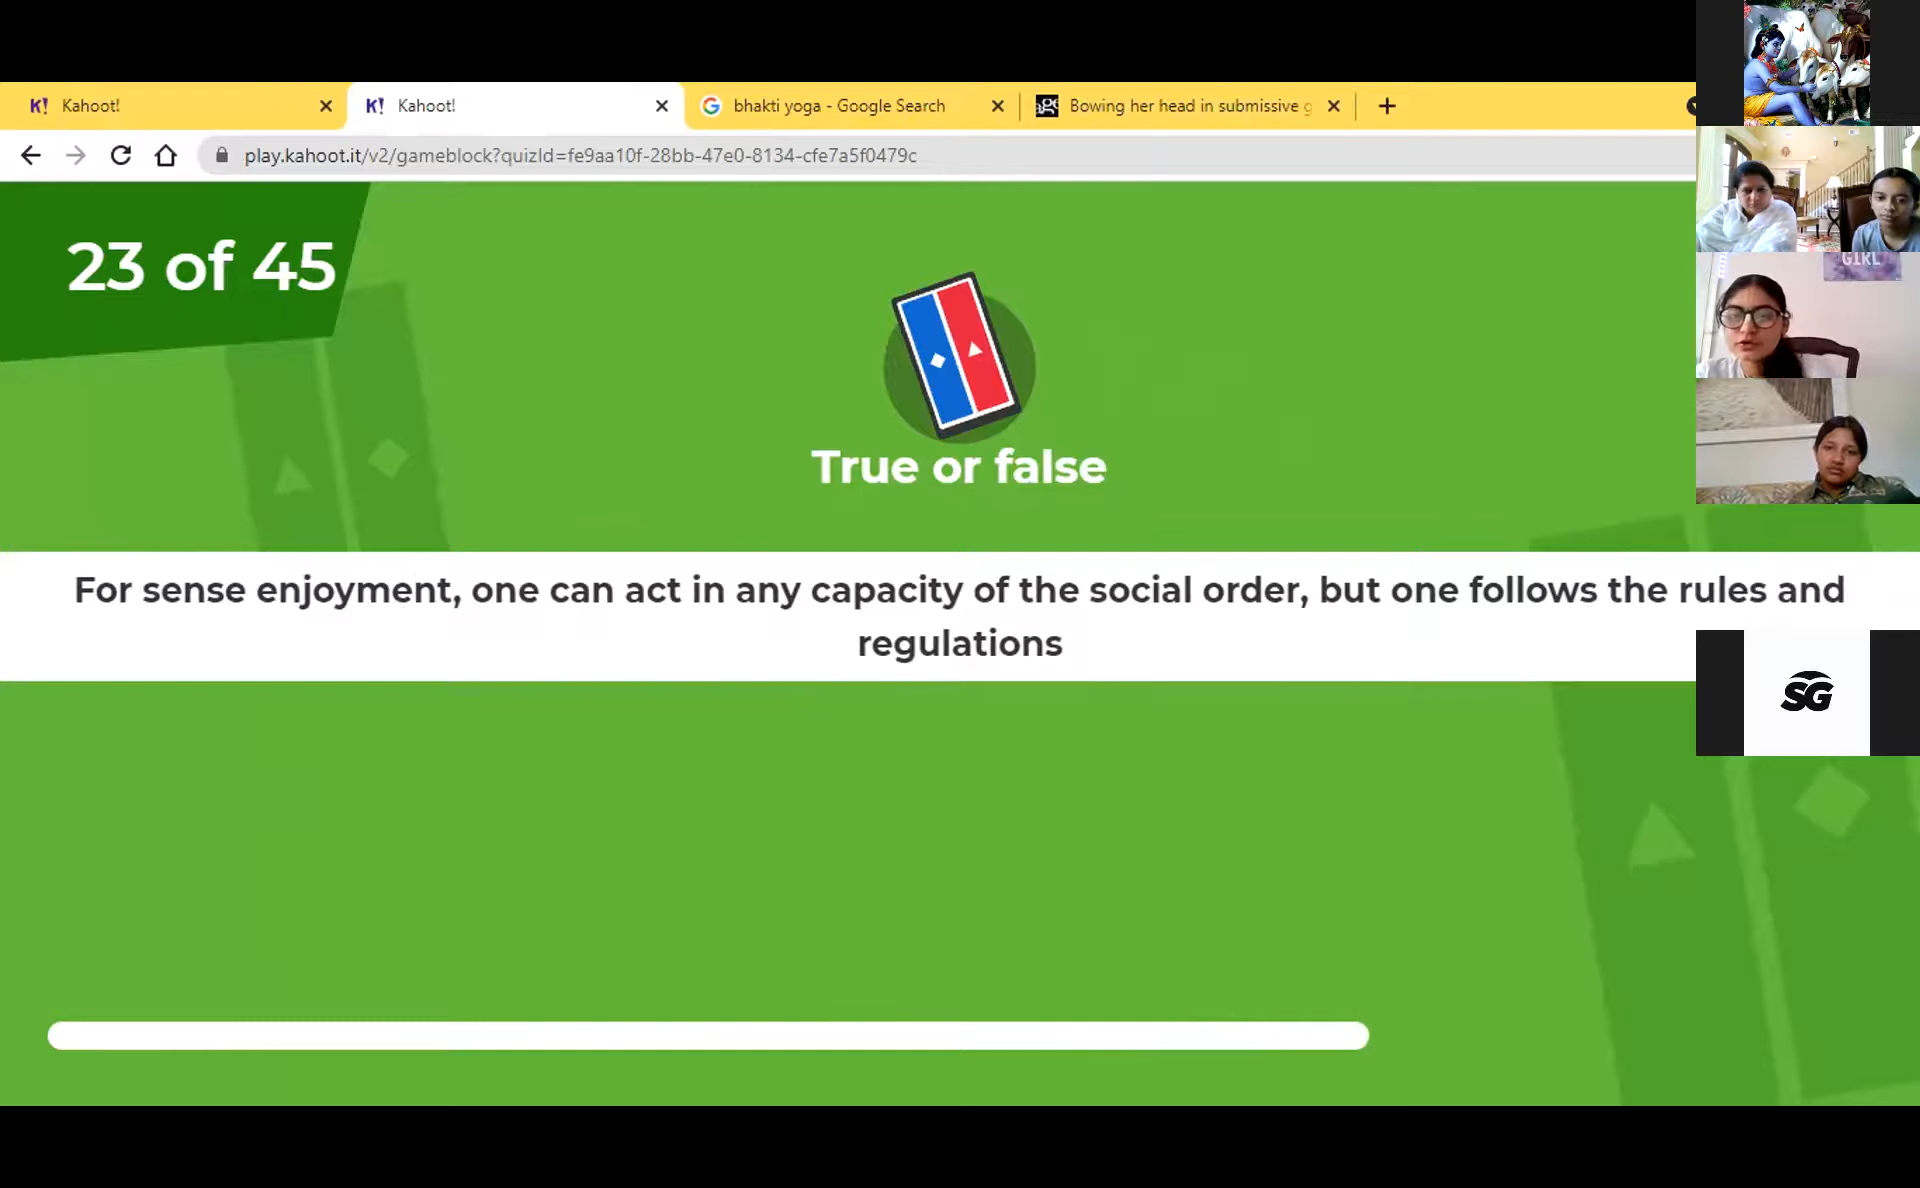 Kahoot!
Kahoot!
bhakti yoga - Google Search
Bowing her head in submissive g
play.kahoot.it/v2/gameblock?quizId=fe9aa10f-28bb-47e0-8134-cfe7a5f0479c
23 of 45
True or false
For sense enjoyment, one can act in any capacity of the social order, but one follows the rules and
regulations
GIRL
SG